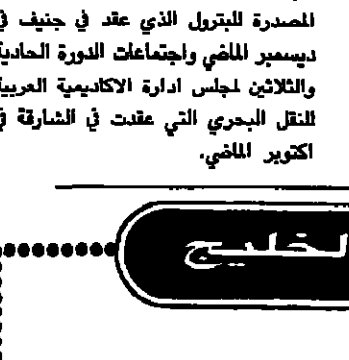 المصدرة للبترول الذي عقد في جنيف في
ديسمبر الماضي واجتماعات الدورة الحادية
والثلاثين لمجلس ادارة الاكاديمية العربية
للنقل البحري التي عقدت في الشارقة في
اكتوبر الماضي.
الخليج